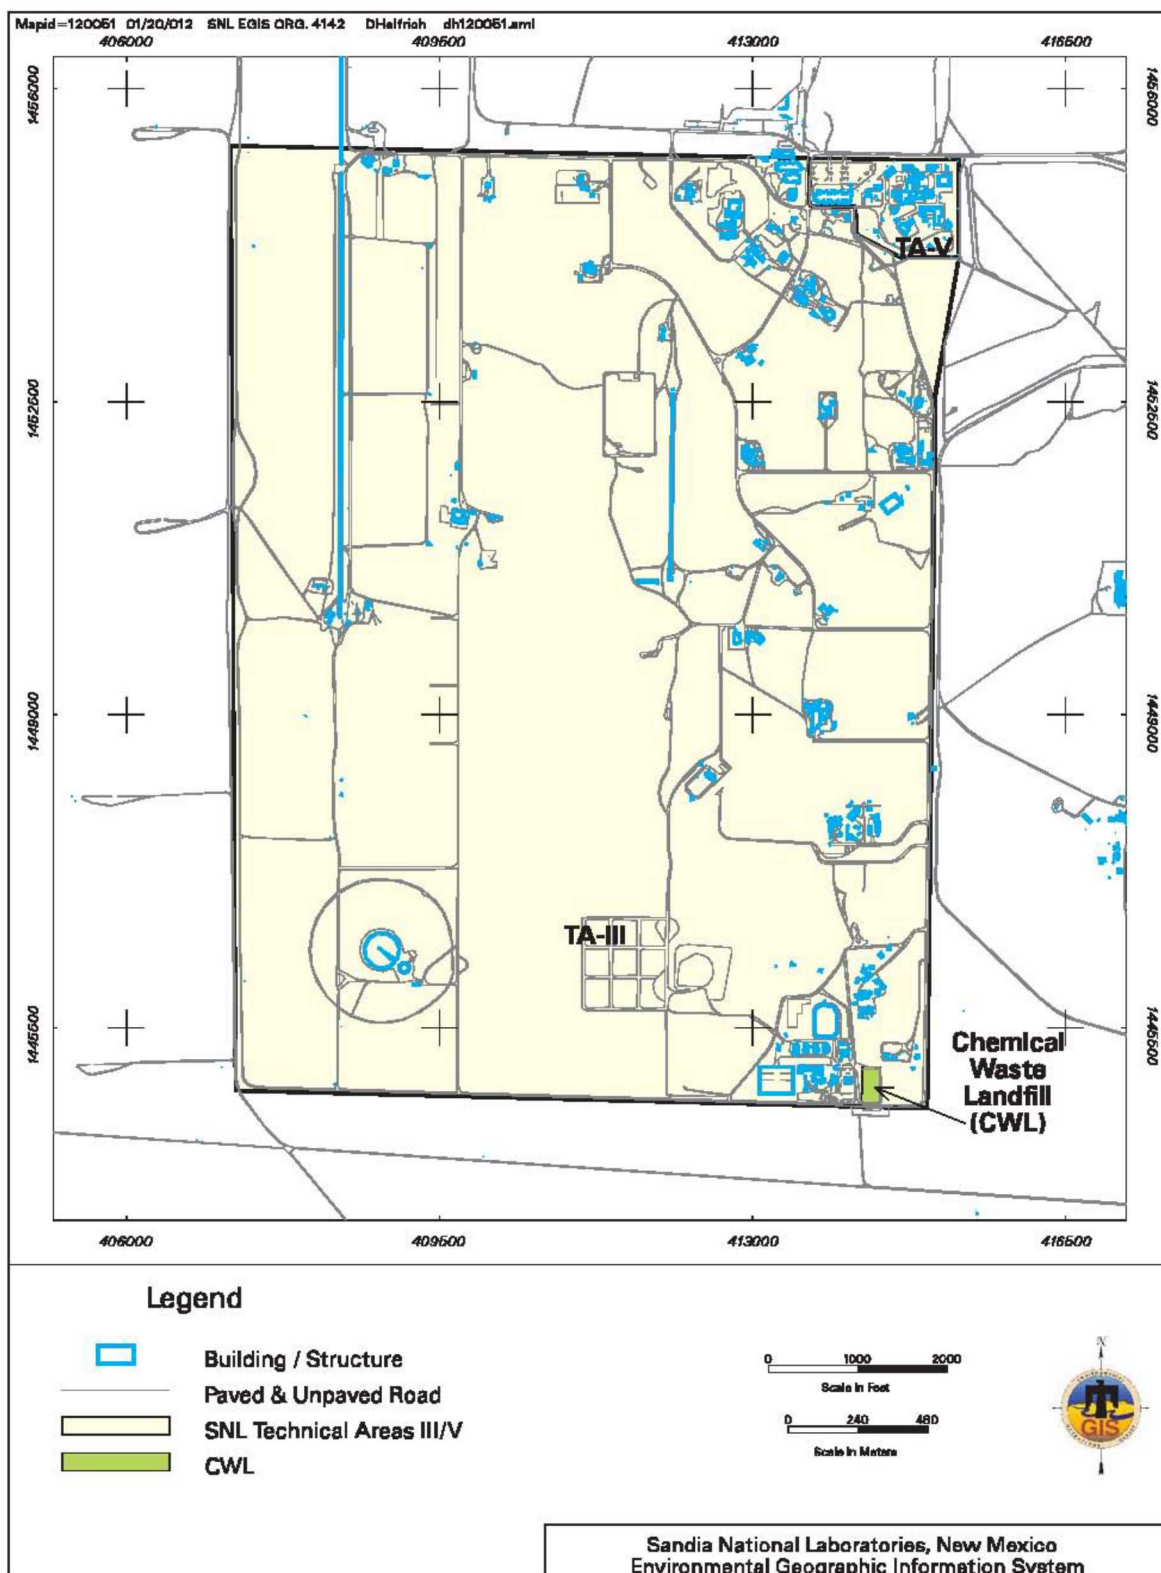 Mapid=120051 01/20/012 SNL EGIS ORG. 4142 DHelfrich dh120051.aml
406000 409500 413000 416500
1456000 1456000
TA-V
1452500 1452500
1449000 1449000
TA-III
1445500 1445500
Chemical
Waste
Landfill
(CWL)
406000 409500 413000 416500
Legend
Building / Structure
Paved & Unpaved Road
SNL Technical Areas III/V
CWL
0 1000 2000
Scale in Feet
0 240 480
Scale in Meters
N
GIS
Sandia National Laboratories, New Mexico
Environmental Geographic Information System